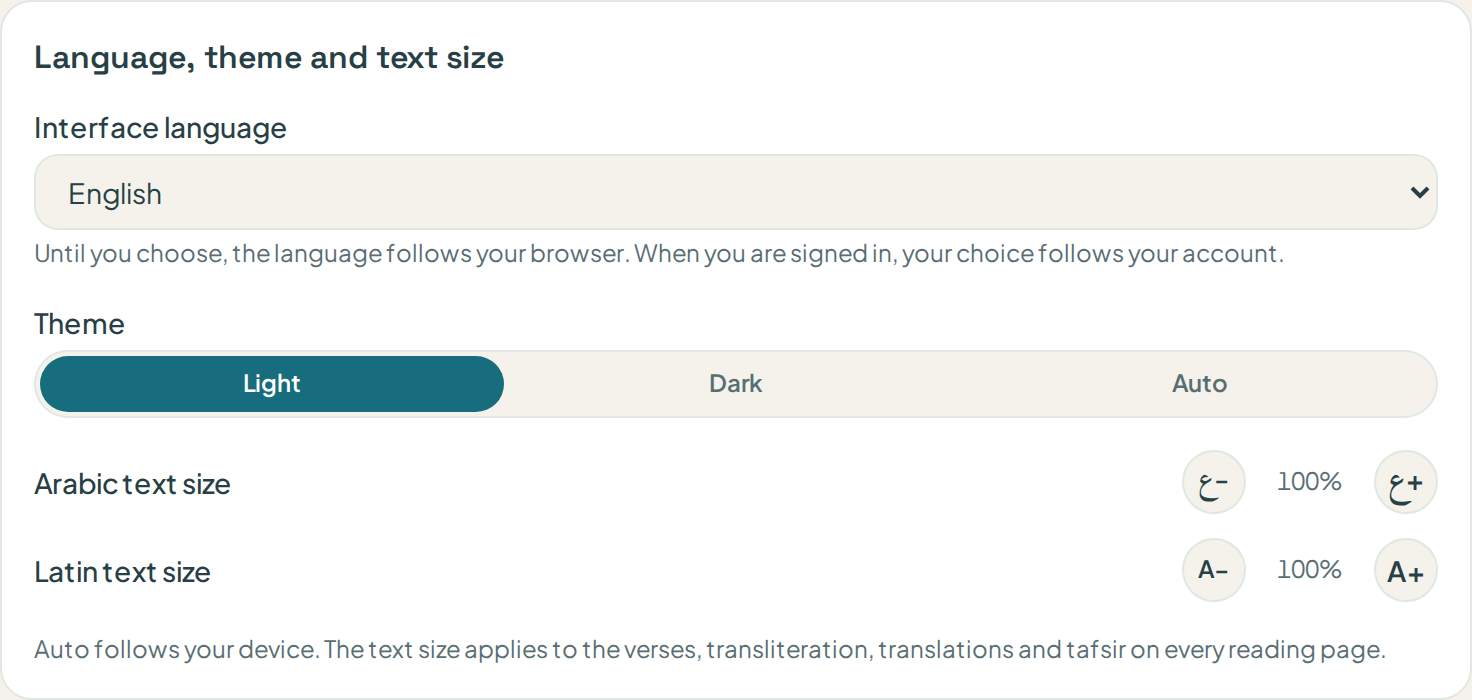 Language, theme and text size
Interface language
English
Until you choose, the language follows your browser. When you are signed in, your choice follows your account.
Theme
Light Dark Auto
Arabic text size ع− 100% ع+
Latin text size A− 100% A+
Auto follows your device. The text size applies to the verses, transliteration, translations and tafsir on every reading page.